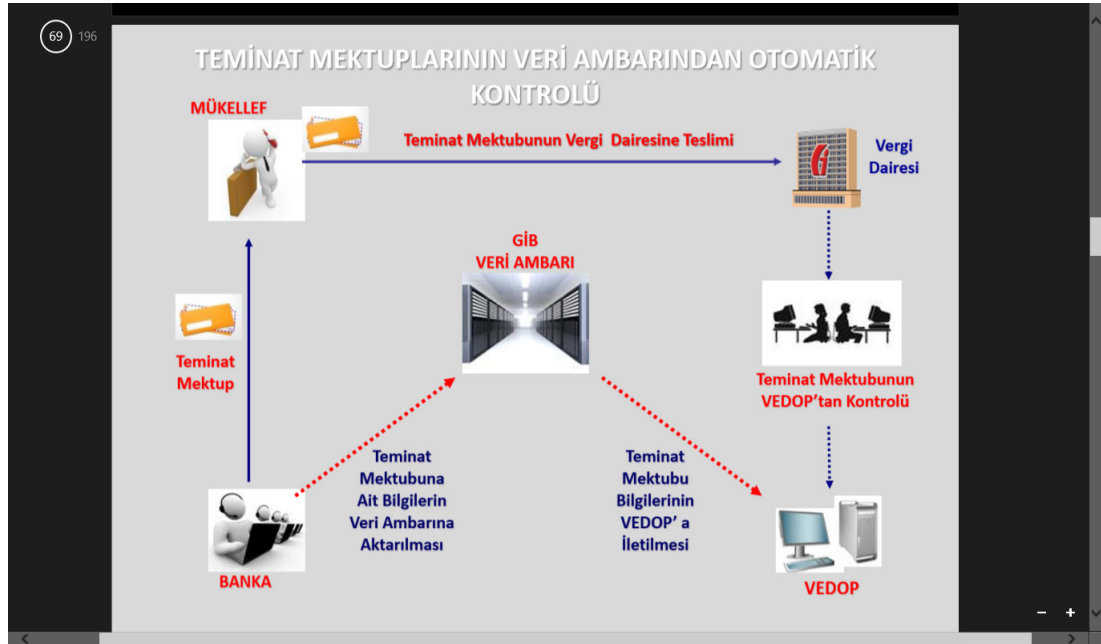 69 196
TEMİNAT MEKTUPLARININ VERİ AMBARINDAN OTOMATİK
KONTROLÜ
MÜKELLEF
Teminat Mektubunun Vergi Dairesine Teslimi
Vergi
Dairesi
GİB
VERİ AMBARI
Teminat
Mektup
Teminat Mektubunun
VEDOP'tan Kontrolü
Teminat
Mektubuna
Ait Bilgilerin
Veri Ambarına
Aktarılması
Teminat
Mektubu
Bilgilerinin
VEDOP' a
İletilmesi
BANKA
VEDOP